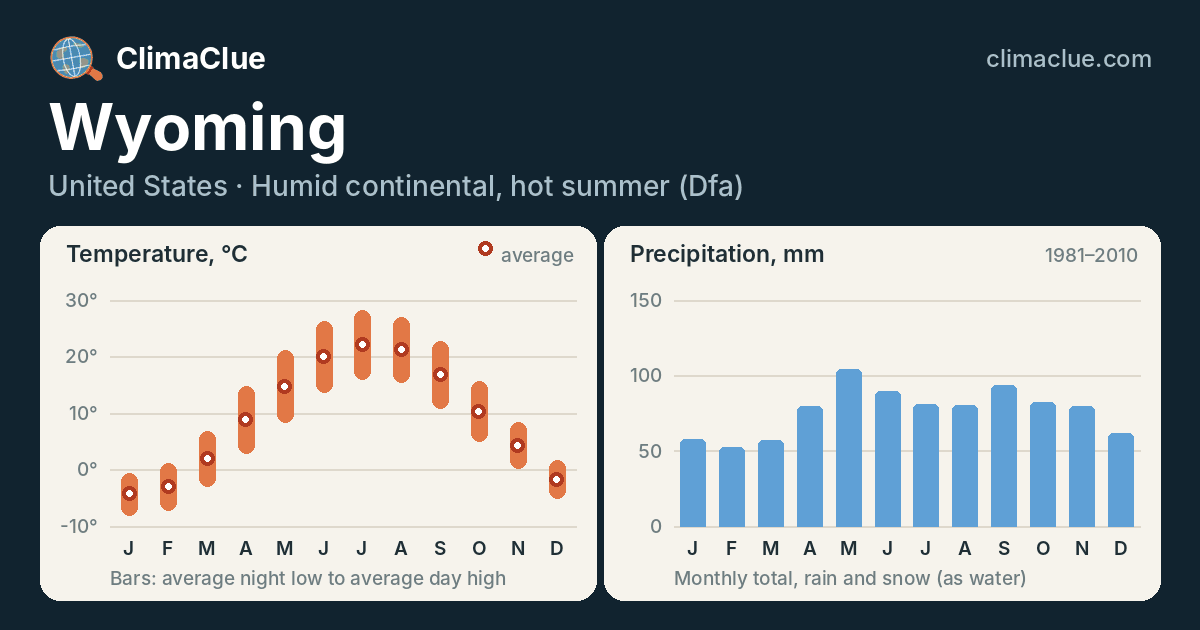 ClimaClue
climaclue.com
Wyoming
United States · Humid continental, hot summer (Dfa)
Temperature, °C
average
30°
20°
10°
0°
-10°
J F M A M J J A S O N D
Bars: average night low to average day high
Precipitation, mm
1981–2010
150
100
50
0
J F M A M J J A S O N D
Monthly total, rain and snow (as water)